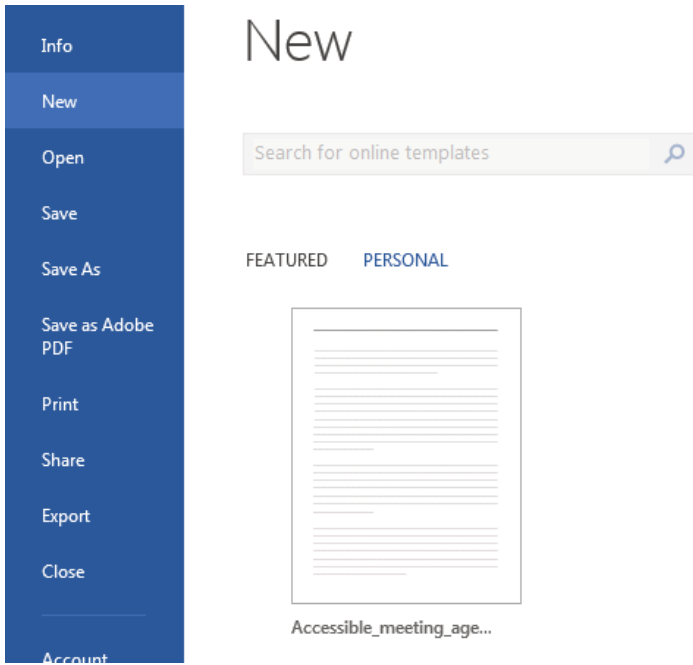 Info
New
Open
Save
Save As
Save as Adobe
PDF
Print
Share
Export
Close
Account
New
Search for online templates
FEATURED PERSONAL
Accessible_meeting_age...